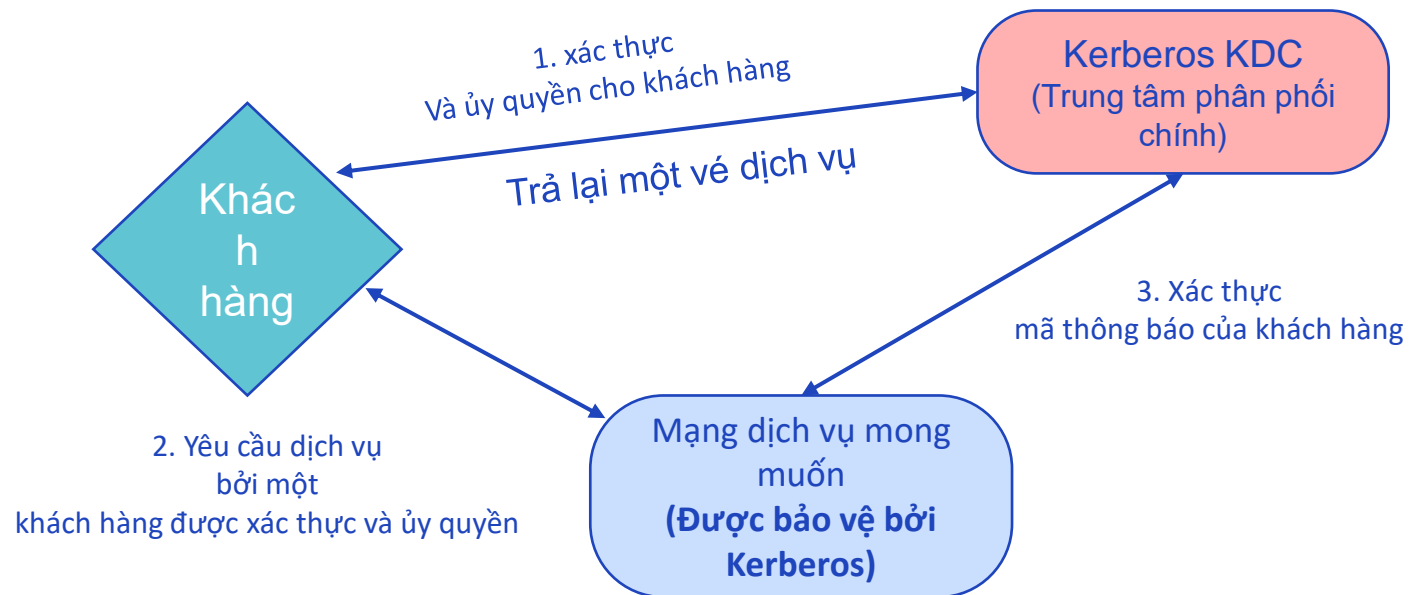 1. xác thực
Và ủy quyền cho khách hàng
Trả lại một vé dịch vụ
Kerberos KDC
(Trung tâm phân phối
chính)
Khác
h
hàng
3. Xác thực
mã thông báo của khách hàng
2. Yêu cầu dịch vụ
bởi một
khách hàng được xác thực và ủy quyền
Mạng dịch vụ mong
muốn
(Được bảo vệ bởi
Kerberos)